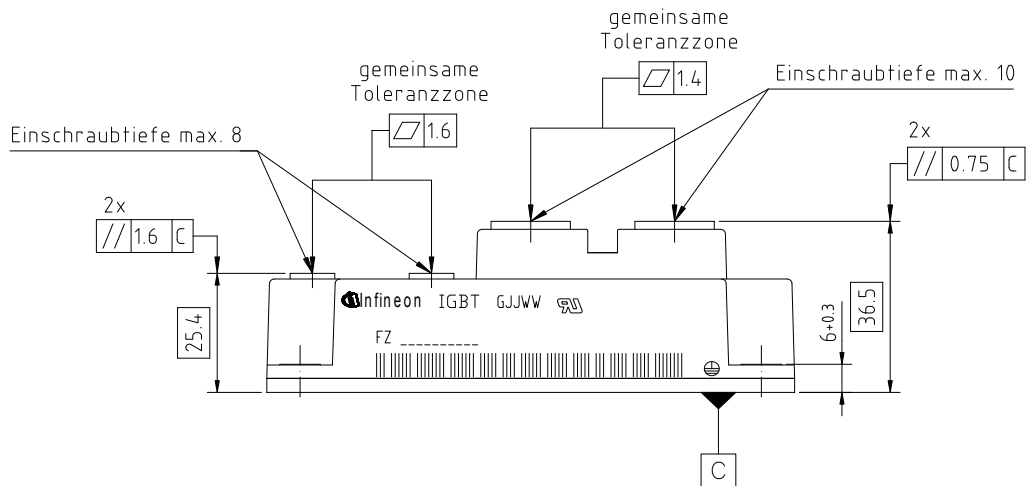 gemeinsame
Toleranzzone
1.4
Einschraubtiefe max. 10
gemeinsame
Toleranzzone
1.6
Einschraubtiefe max. 8
2x
// 0.75 C
2x
// 1.6 C
Infineon IGBT GJJWW
FZ __________
25.4
6+0.3
36.5
C